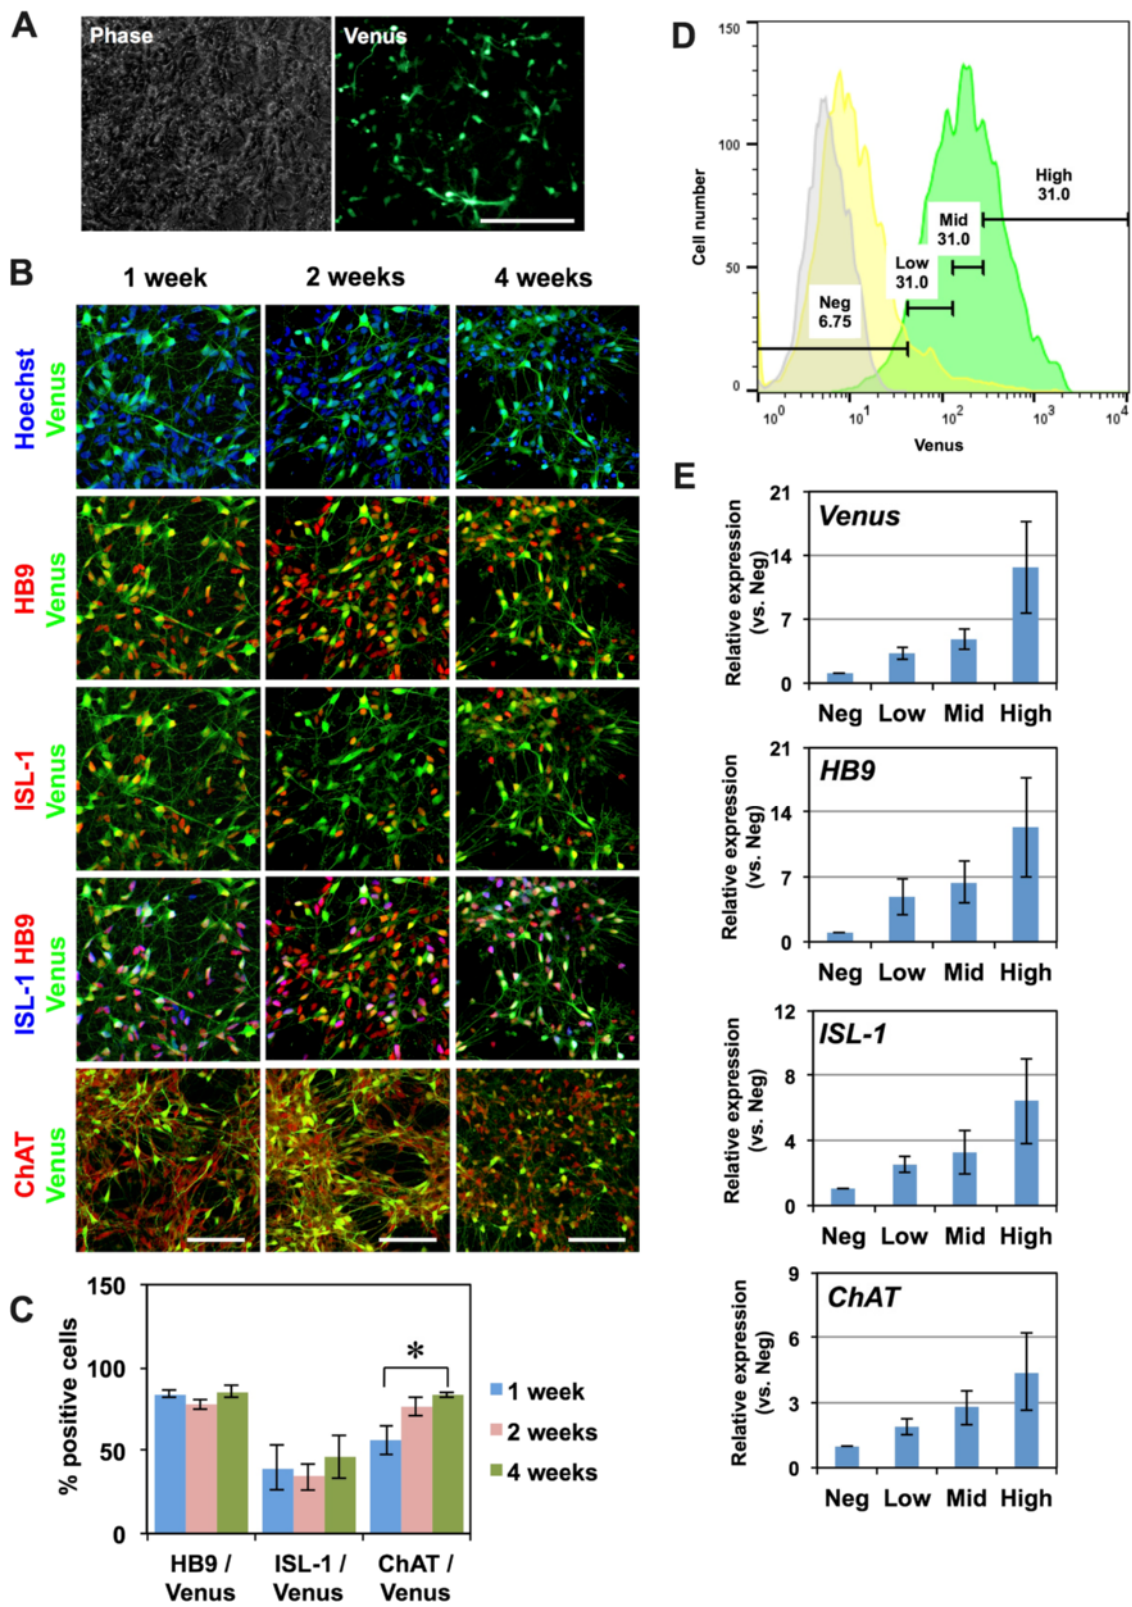 A
Phase
Venus
B
1 week
2 weeks
4 weeks
Hoechst
Venus
HB9
Venus
ISL-1
Venus
ISL-1 HB9
Venus
ChAT
Venus
C
150
100
50
0
% positive cells
*
1 week
2 weeks
4 weeks
HB9 /
Venus
ISL-1 /
Venus
ChAT /
Venus
D
150
100
50
0
Cell number
Neg
6.75
Low
31.0
Mid
31.0
High
31.0
10⁰
10¹
10²
10³
10⁴
Venus
E
Venus
21
14
7
0
Relative expression
(vs. Neg)
Neg Low Mid High
HB9
21
14
7
0
Relative expression
(vs. Neg)
Neg Low Mid High
ISL-1
12
8
4
0
Relative expression
(vs. Neg)
Neg Low Mid High
ChAT
9
6
3
0
Relative expression
(vs. Neg)
Neg Low Mid High